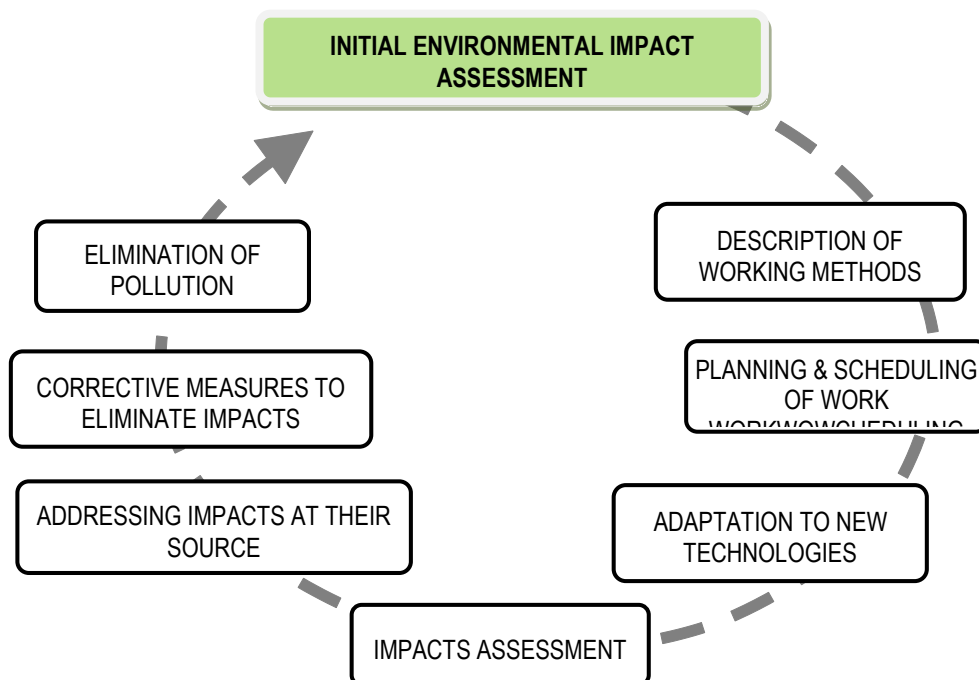 INITIAL ENVIRONMENTAL IMPACT
ASSESSMENT
DESCRIPTION OF
WORKING METHODS
PLANNING & SCHEDULING
OF WORK
ADAPTATION TO NEW
TECHNOLOGIES
IMPACTS ASSESSMENT
ADDRESSING IMPACTS AT THEIR
SOURCE
CORRECTIVE MEASURES TO
ELIMINATE IMPACTS
ELIMINATION OF
POLLUTION